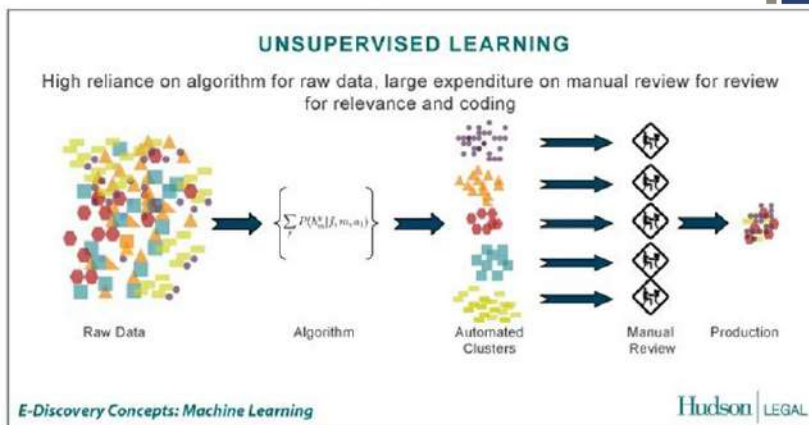 UNSUPERVISED LEARNING
High reliance on algorithm for raw data, large expenditure on manual review for review
for relevance and coding
Raw Data
Algorithm
Automated
Clusters
Manual
Review
Production
E-Discovery Concepts: Machine Learning
Hudson LEGAL